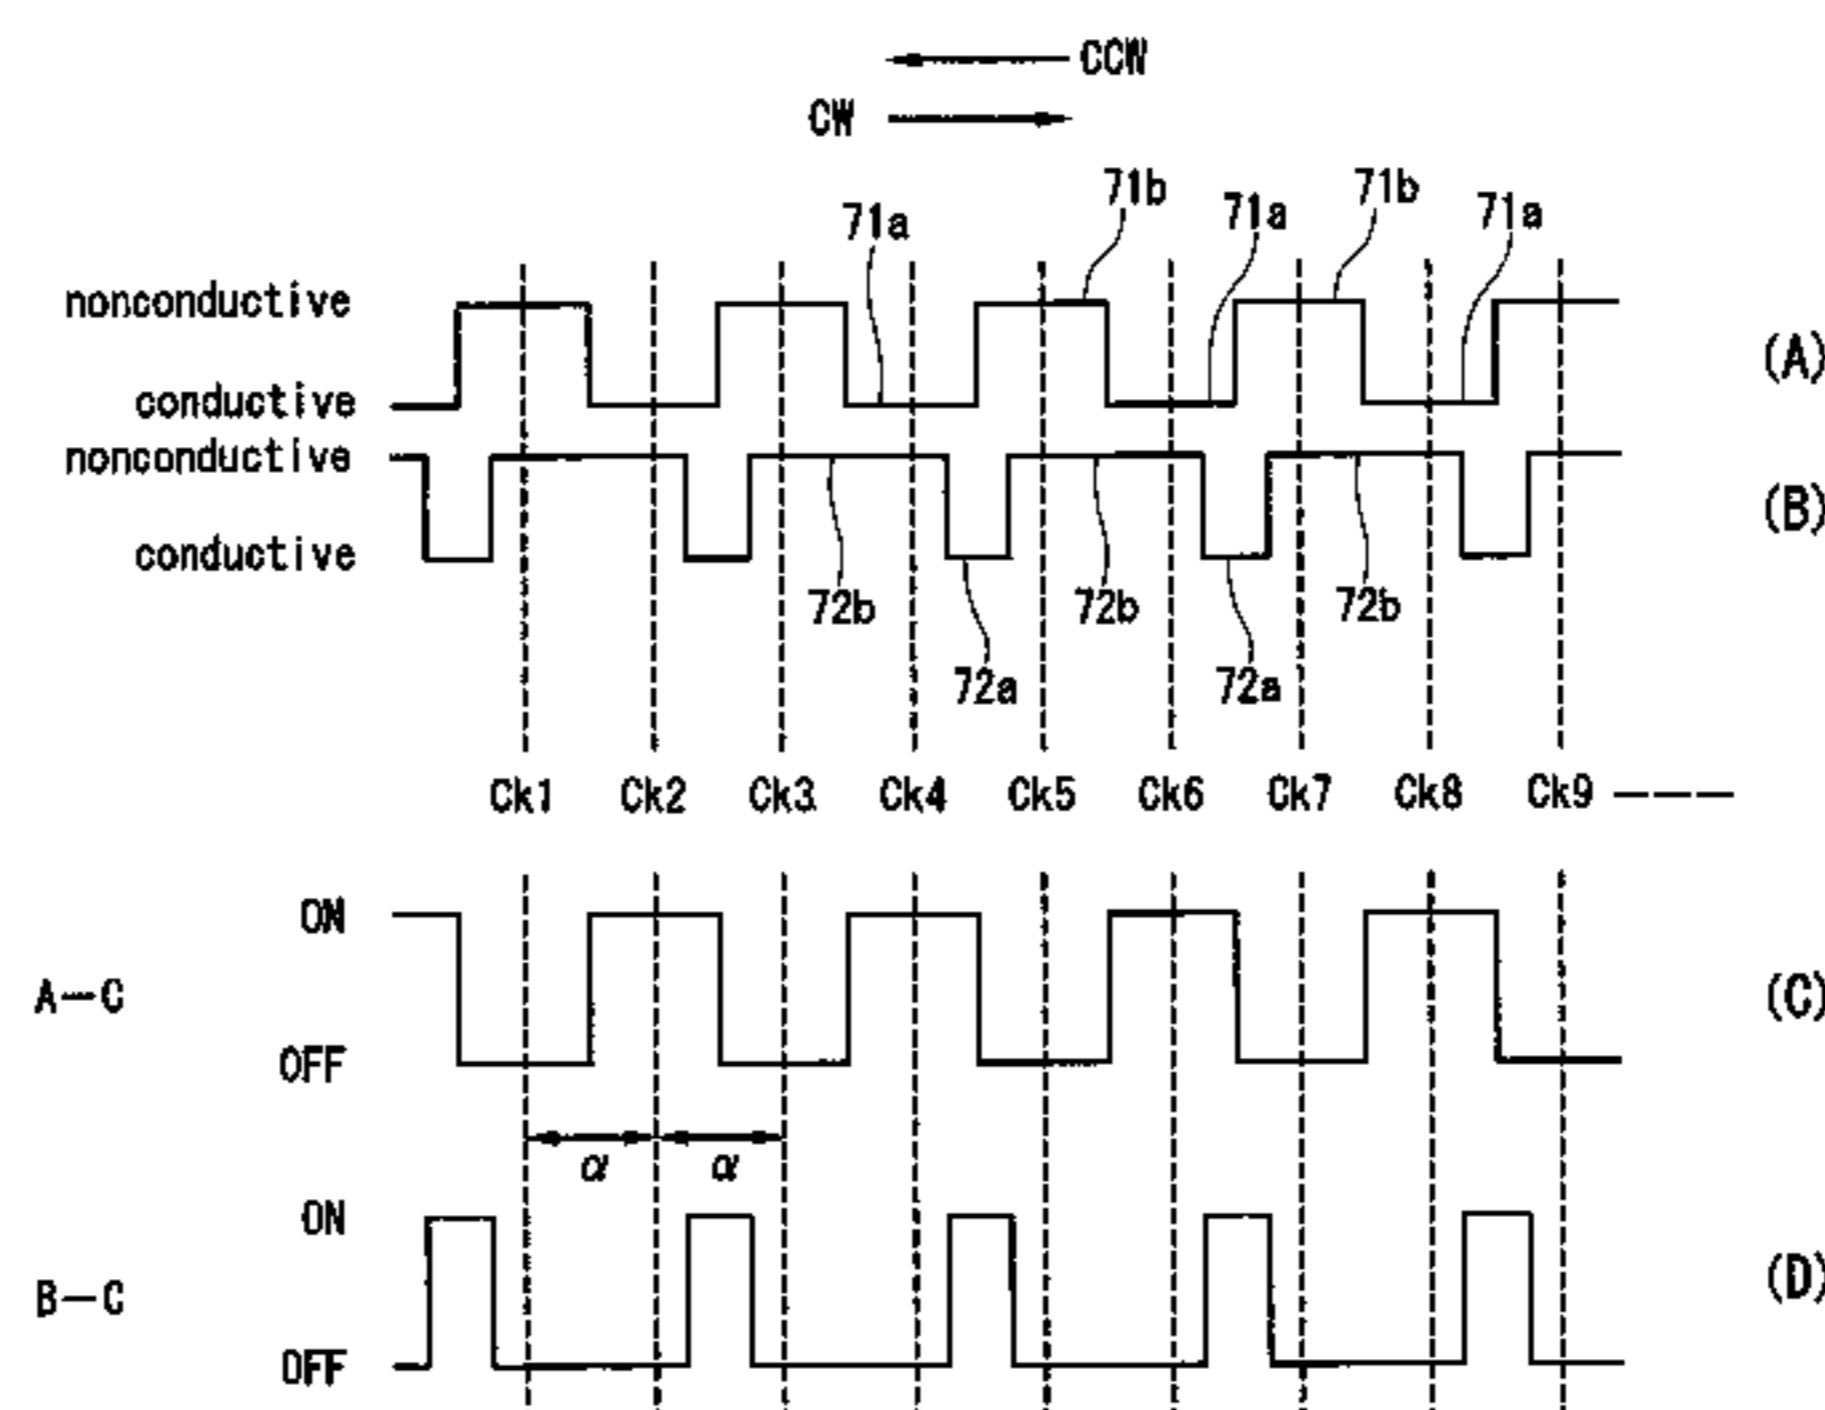 CCW
CW
71b 71b
71a 71a 71a
nonconductive
(A)
conductive
nonconductive
(B)
conductive
72b 72b 72b
72a 72a
Ck1 Ck2 Ck3 Ck4 Ck5 Ck6 Ck7 Ck8 Ck9 ----
ON
A-C (C)
OFF
α α
ON
B-C (D)
OFF